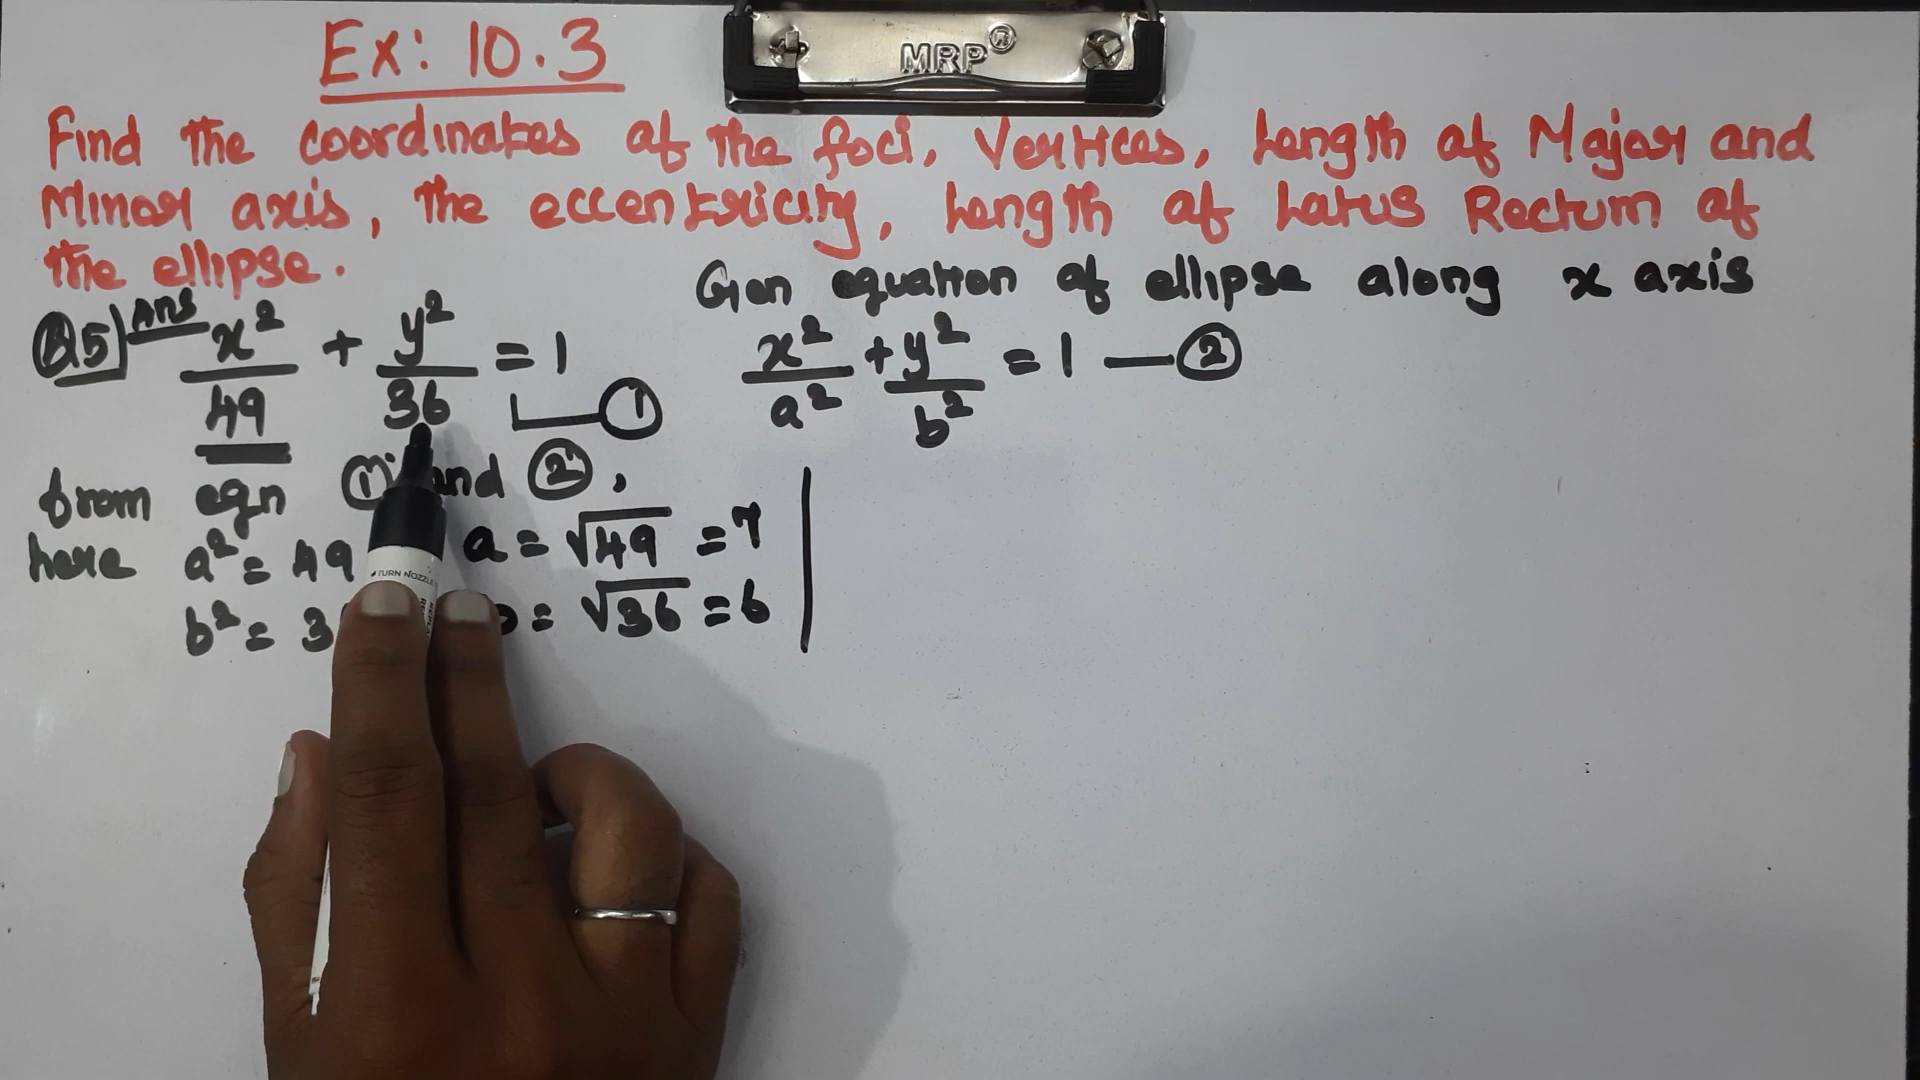 Ex: 10.3
MRP®
Find the coordinates of the foci, Vertices, Length of Major and
Minor axis, the eccentricity, Length of Latus Rectum of
the ellipse.
Gen equation of ellipse along x axis
Q5) Ans x²/49 + y²/36 = 1 — ①
x²/a² + y²/b² = 1 — ②
from eqn ① and ②,
here a² = 49 a = √49 = 7
b² = 3 b = √36 = 6
TURN NOZZLE